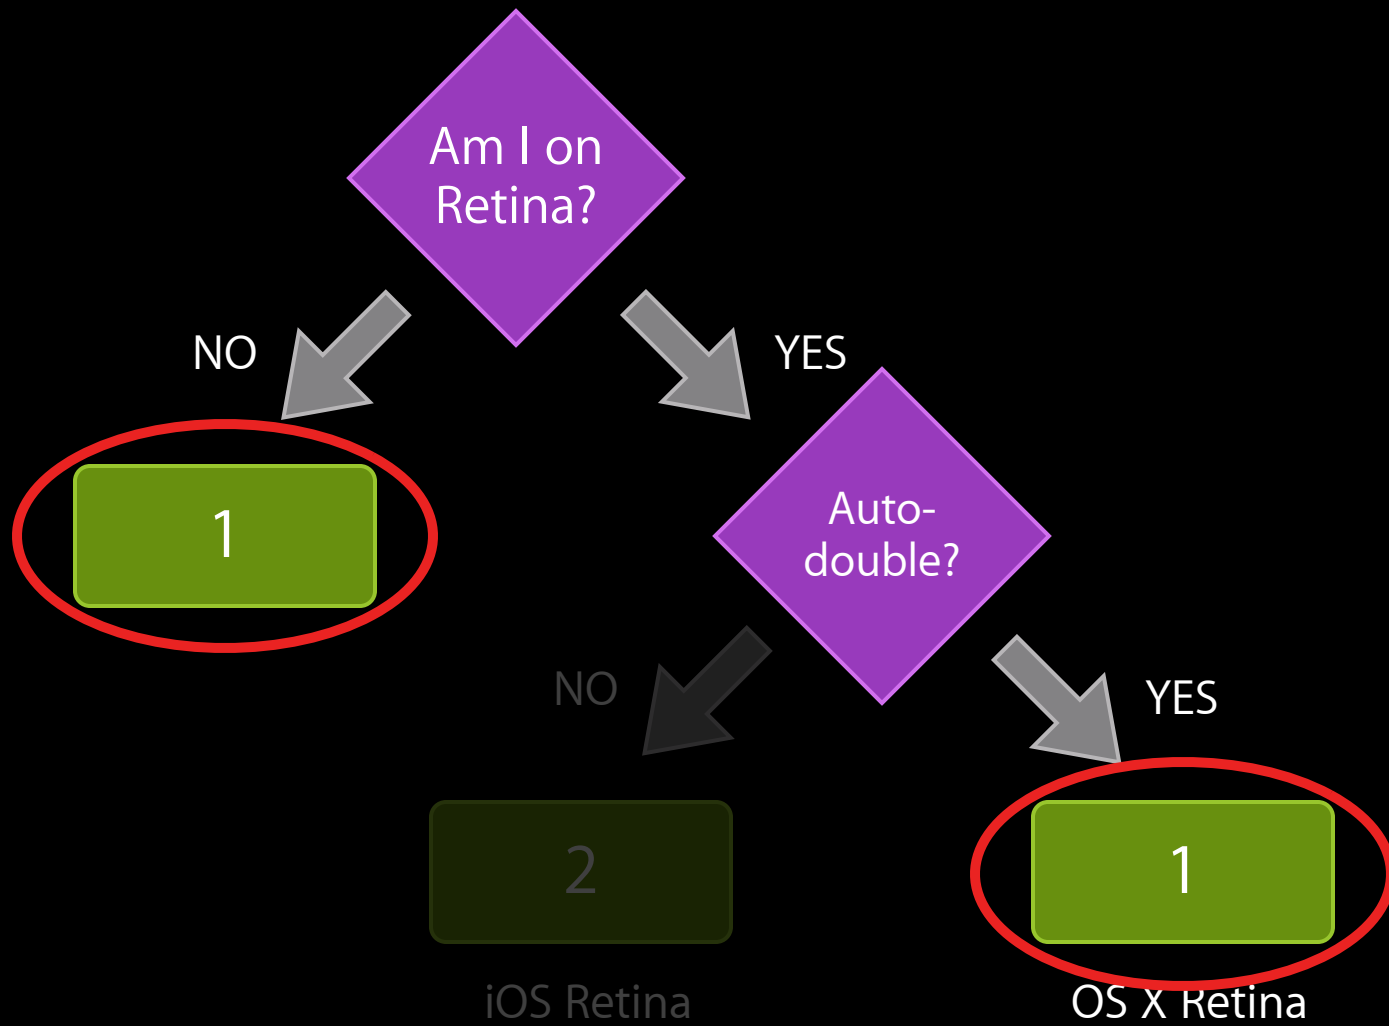 Am I on
Retina?
NO
YES
1
Auto-
double?
NO
YES
2
1
iOS Retina
OS X Retina